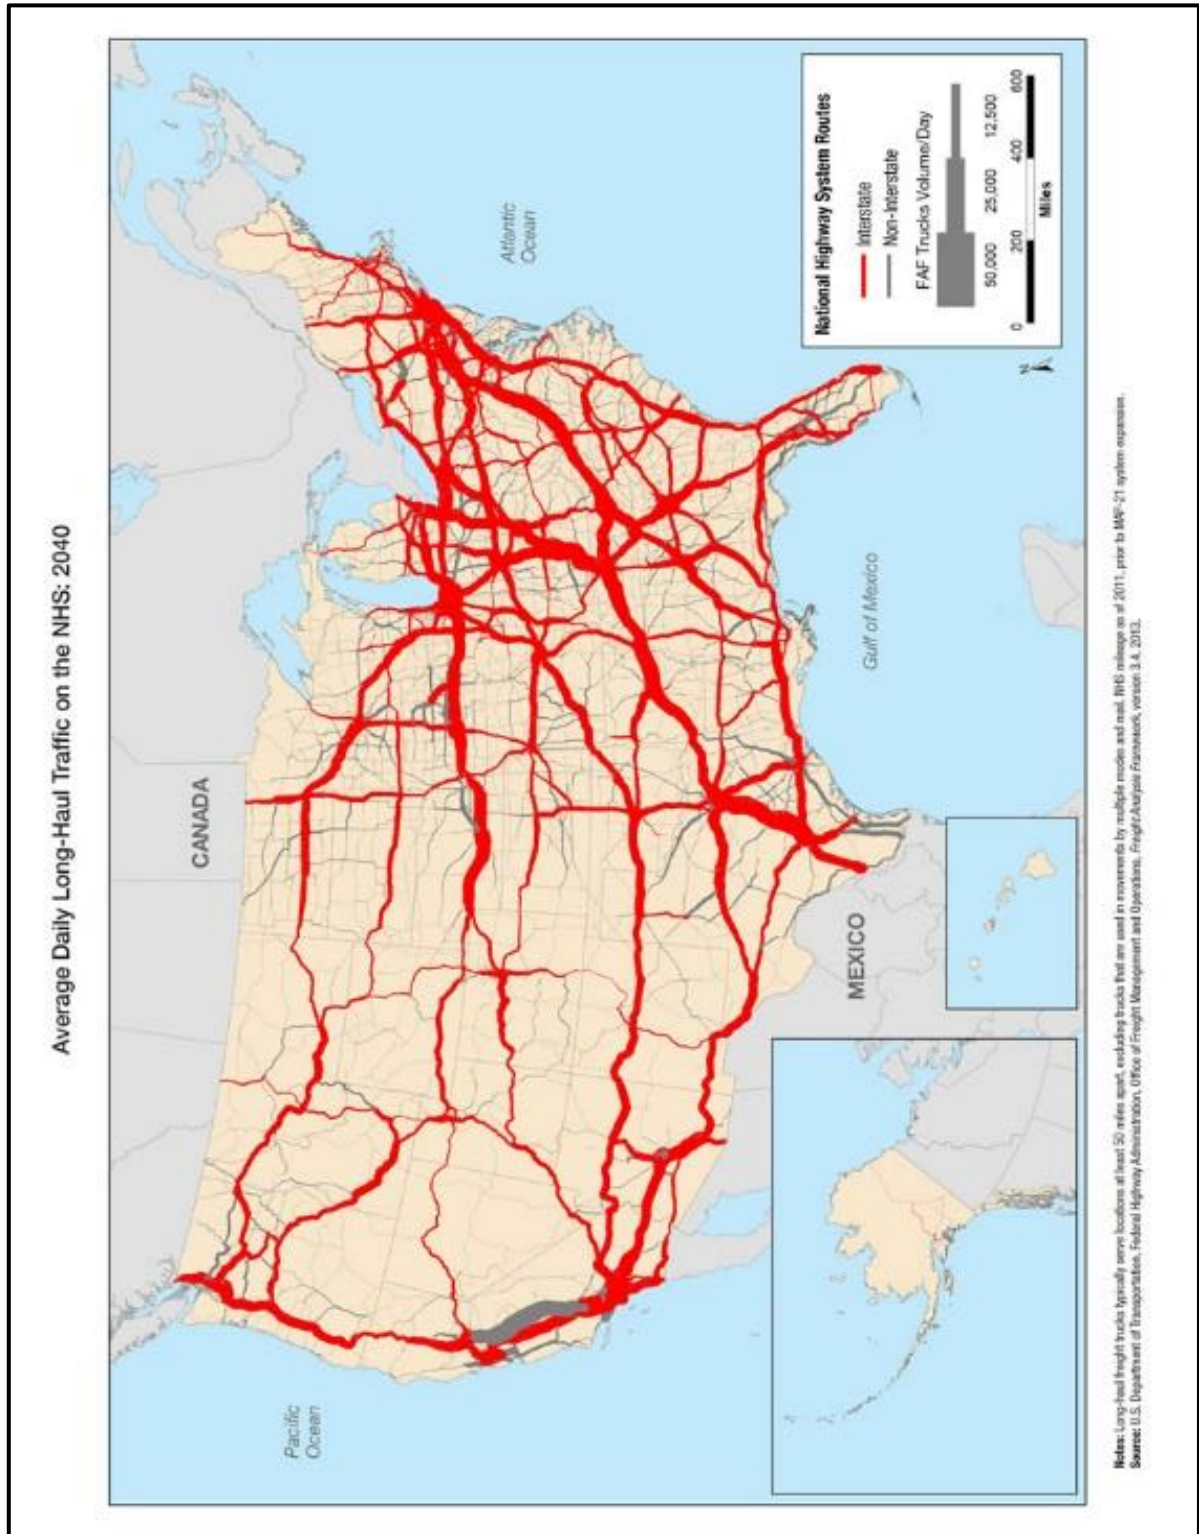 Average Daily Long-Haul Traffic on the NHS: 2040
CANADA
Pacific
Ocean
Atlantic
Ocean
MEXICO
Gulf of Mexico
National Highway System Routes
Interstate
Non-Interstate
FAF Trucks Volume/Day
50,000 25,000 12,500
0 200 400 600
Miles
N
Notes: Long-haul freight trucks typically serve locations at least 50 miles apart, excluding trucks that are used in movements by multiple modes and mail. NHS mileage as of 2011, prior to MAP-21 system expansion.
Source: U.S. Department of Transportation, Federal Highway Administration, Office of Freight Management and Operations, Freight Analysis Framework, version 3.4, 2013.